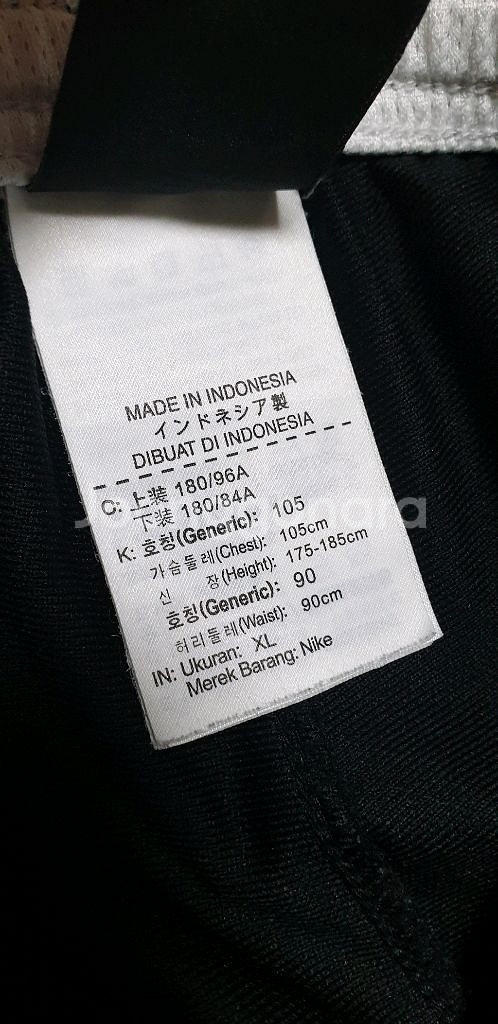 MADE IN INDONESIA
インドネシア製
DIBUAT DI INDONESIA
C: 上装 180/96A
下装 180/84A
K: 호칭(Generic): 105
가슴둘레(Chest): 105cm
신 장(Height): 175-185cm
호칭(Generic): 90
허리둘레(Waist): 90cm
IN: Ukuran: XL
Merek Barang: Nike